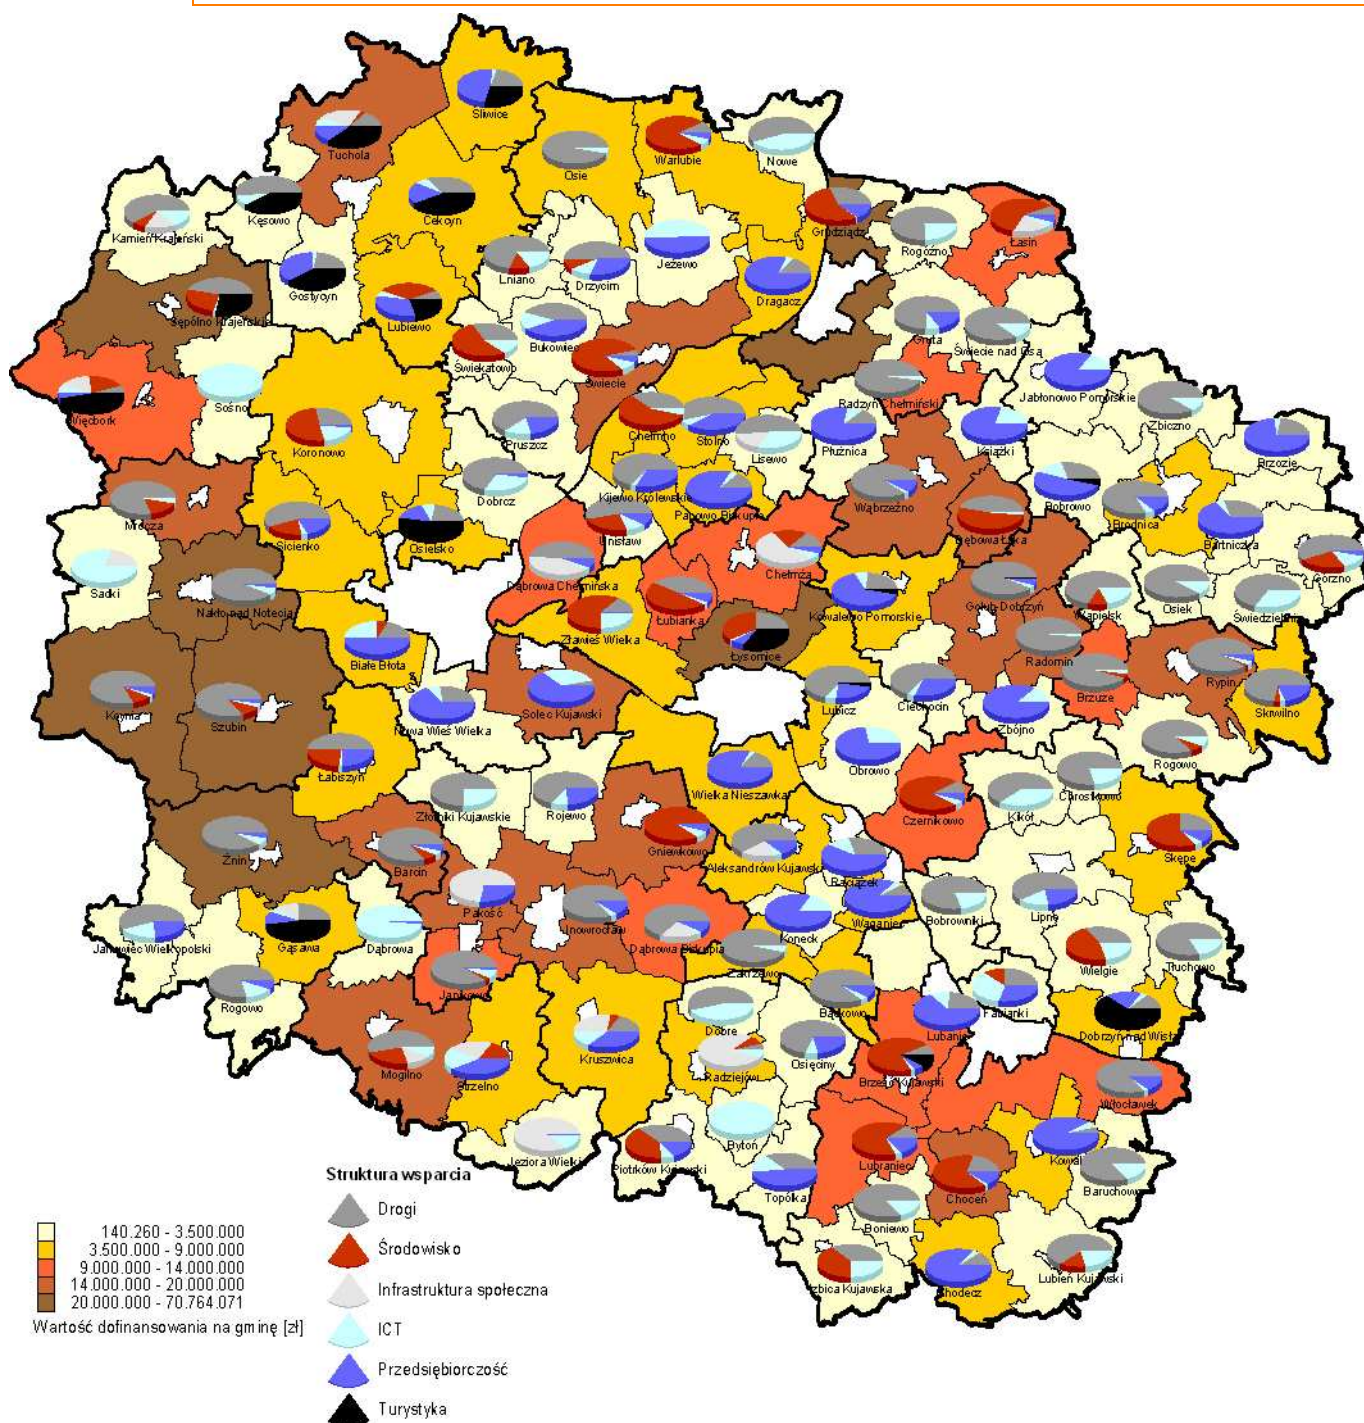 Śliwice
Tuchola
Osie
Warlubie
Nowe
Kęsowo
Cekcyn
Kamień Krajeński
Grudziądz
Rogóźno
Łasin
Lniano
Drzycim
Jeżewo
Gostycyn
Dragacz
Sępólno Krajeńskie
Lubiewo
Bukowiec
Gruta
Świecie nad Osą
Świekatowo
Świecie
Sośno
Więcbork
Radzyń Chełmiński
Jabłonowo Pomorskie
Zbiczno
Koronowo
Pruszcz
Chełmno
Stolno
Lisewo
Płużnica
Książki
Brzozie
Dobrcz
Kijewo Królewskie
Papowo Biskupie
Wąbrzeźno
Bobrowo
Brodnica
Mrocza
Sicienko
Osielsko
Unisław
Dębowa Łąka
Bartniczka
Sadki
Dąbrowa Chełmińska
Chełmża
Górzno
Nakło nad Notecią
Zławieś Wielka
Łubianka
Kowalewo Pomorskie
Golub-Dobrzyń
Wąpielsk
Osiek
Świedziebnia
Białe Błota
Łysomice
Radomin
Rypin
Kcynia
Szubin
Nowa Wieś Wielka
Solec Kujawski
Lubicz
Ciechocin
Zbójno
Brzuze
Skrwilno
Łabiszyn
Obrowo
Rogowo
Wielka Nieszawka
Złotniki Kujawskie
Rojewo
Czernikowo
Kikół
Chrostkowo
Żnin
Barcin
Gniewkowo
Aleksandrów Kujawski
Raciążek
Skępe
Pakość
Inowrocław
Waganiec
Bobrowniki
Lipno
Janowiec Wielkopolski
Gąsawa
Dąbrowa
Dąbrowa Biskupia
Koneck
Zakrzewo
Wielgie
Tłuchowo
Rogowo
Janikowo
Bądkowo
Lubanie
Fabianki
Dobrzyń nad Wisłą
Mogilno
Strzelno
Kruszwica
Dobre
Radziejów
Osięciny
Brześć Kujawski
Włocławek
Jeziora Wielkie
Piotrków Kujawski
Bytoń
Lubraniec
Kowal
Topólka
Choceń
Baruchowo
Boniewo
Izbica Kujawska
Chodecz
Lubień Kujawski
Struktura wsparcia
Drogi
Środowisko
Infrastruktura społeczna
ICT
Przedsiębiorczość
Turystyka
140.260 - 3.500.000
3.500.000 - 9.000.000
9.000.000 - 14.000.000
14.000.000 - 20.000.000
20.000.000 - 70.764.071
Wartość dofinansowania na gminę [zł]